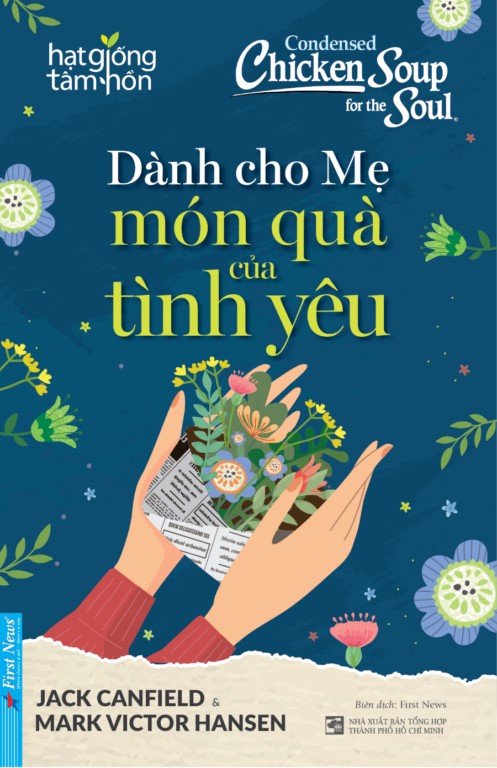 hạt giống
tâm hồn
Condensed
Chicken Soup
for the Soul®
Dành cho Mẹ
món quà
của
tình yêu
First News
JACK CANFIELD &
MARK VICTOR HANSEN
Biên dịch: First News
NHÀ XUẤT BẢN TỔNG HỢP
THÀNH PHỐ HỒ CHÍ MINH